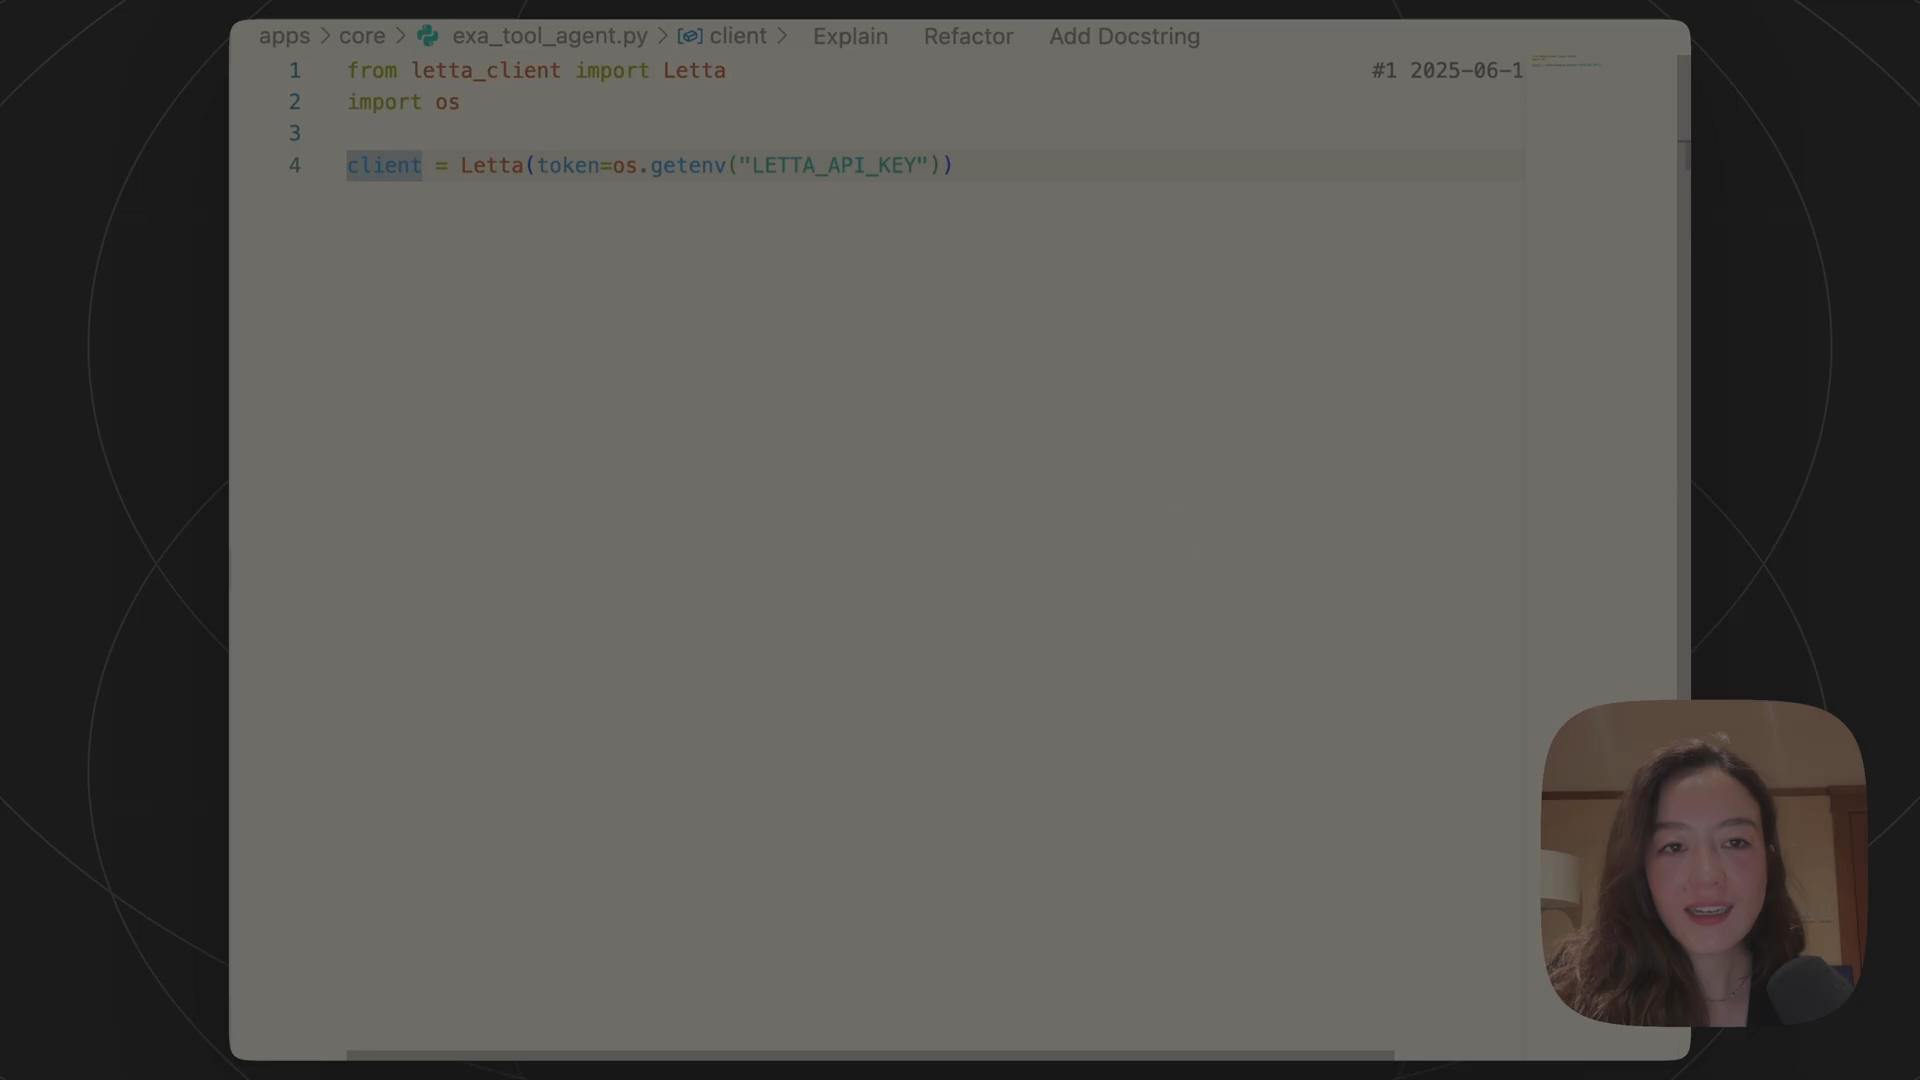 apps > core > exa_tool_agent.py > client > Explain Refactor Add Docstring
1 from letta_client import Letta #1 2025-06-1
2 import os
3
4 client = Letta(token=os.getenv("LETTA_API_KEY"))